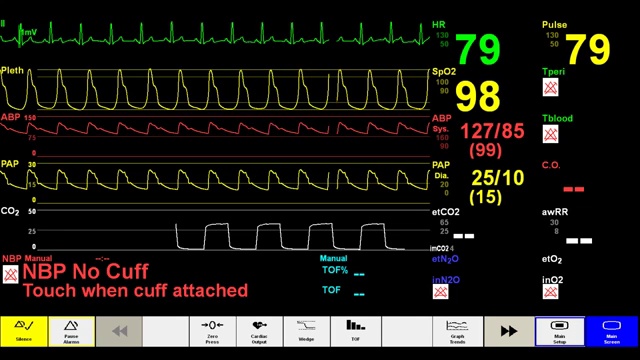 II
1mV
HR
130
50
79
Pulse
130
50
79
Pleth
SpO2
100
90
98
Tperi
ABP
150
75
0
ABP
Sys.
160
90
127/85
(99)
Tblood
PAP
30
15
0
PAP
Dia.
20
0
25/10
(15)
C.O.
--
CO2
50
25
0
etCO2
65
25
--
imCO2 4
awRR
30
8
--
NBP Manual
--:--
NBP No Cuff
Touch when cuff attached
Manual
TOF% --
TOF --
etN2O
inN2O
etO2
inO2
Silence
Pause Alarms
Zero Press
Cardiac Output
Wedge
TOF
Graph Trends
Main Setup
Main Screen